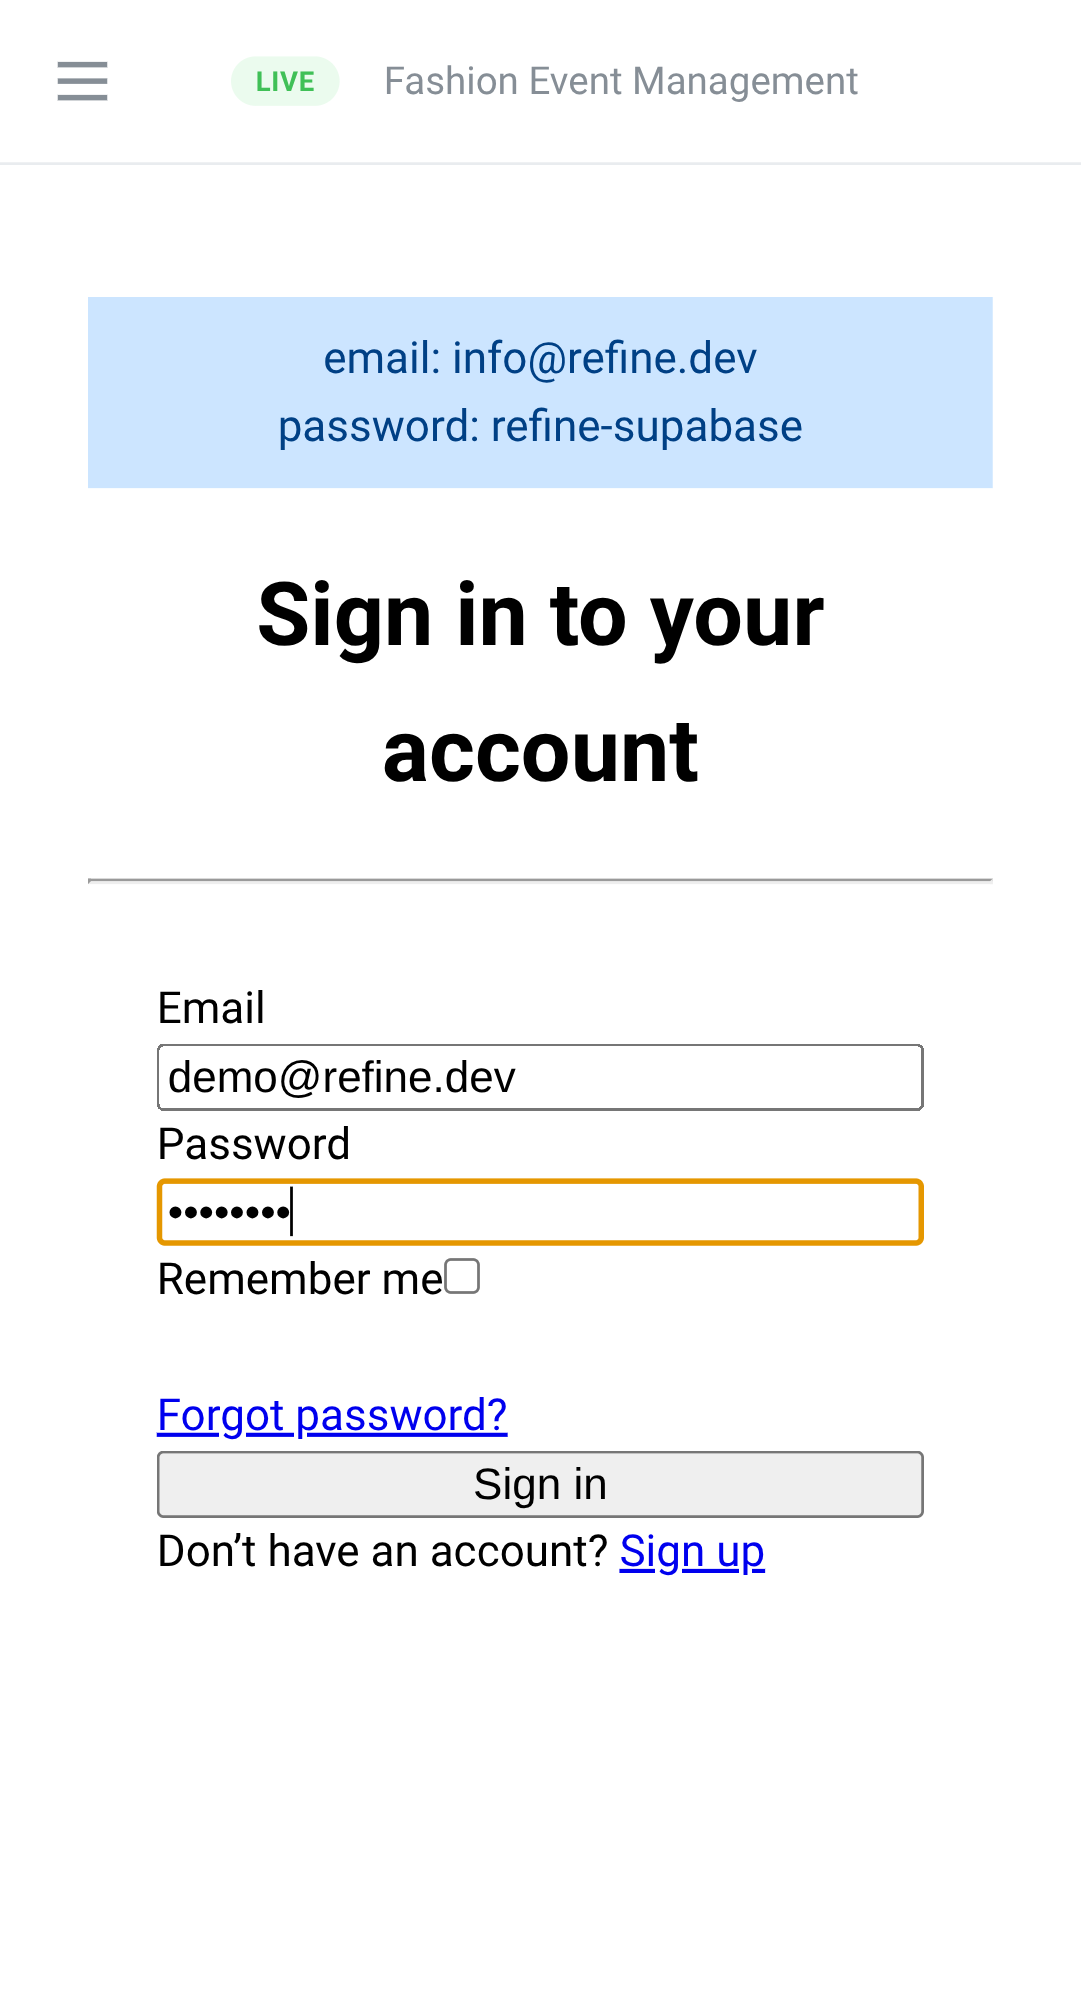 LIVE Fashion Event Management
email: info@refine.dev
password: refine-supabase
Sign in to your
account
Email
demo@refine.dev
Password
••••••••
Remember me
Forgot password?
Sign in
Don’t have an account? Sign up